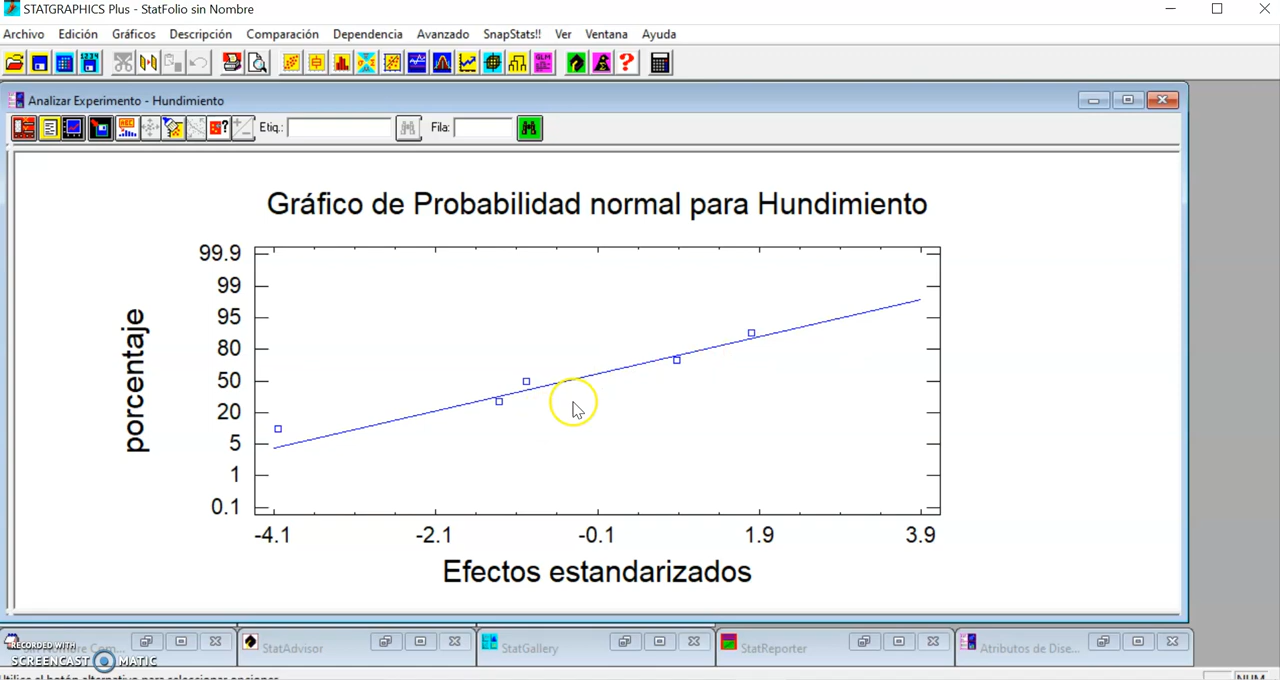 STATGRAPHICS Plus - StatFolio sin Nombre
Archivo Edición Gráficos Descripción Comparación Dependencia Avanzado SnapStats!! Ver Ventana Ayuda
Analizar Experimento - Hundimiento
Etiq.: Fila:
Gráfico de Probabilidad normal para Hundimiento
99.9
99
95
80
50
20
5
1
0.1
porcentaje
-4.1 -2.1 -0.1 1.9 3.9
Efectos estandarizados
StatAdvisor StatGallery StatReporter Atributos de Dise...
RECORDED WITH
SCREENCAST MATIC
NUM